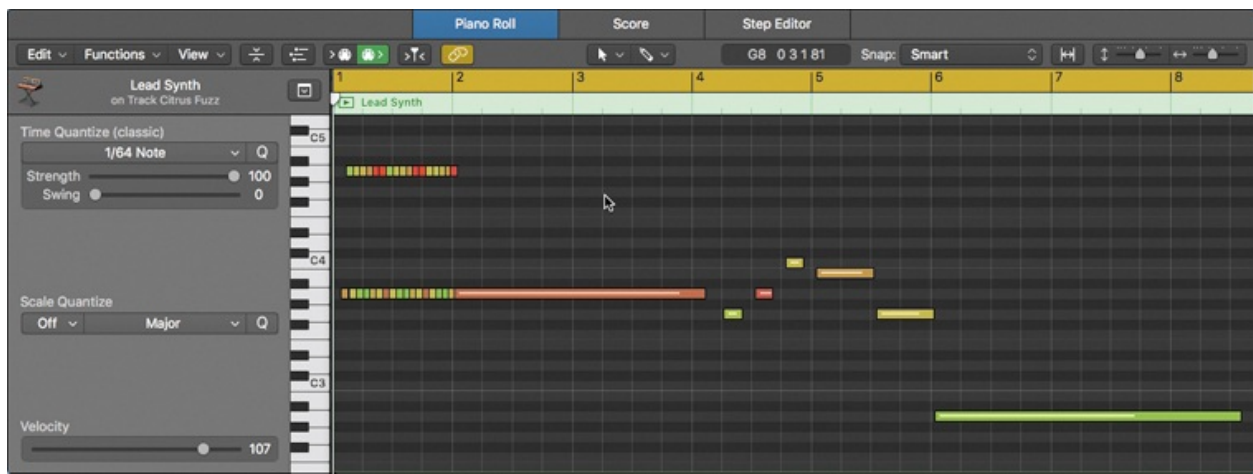 Piano Roll Score Step Editor
Edit Functions View G8 0 3 1 81 Snap: Smart
Lead Synth
on Track Citrus Fuzz
1 2 3 4 5 6 7 8
Lead Synth
Time Quantize (classic)
1/64 Note Q
Strength 100
Swing 0
C5
C4
Scale Quantize
Off Major Q
C3
Velocity
107